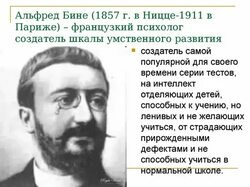 Альфред Бине (1857 г. в Ницце-1911 в
Париже) – французкий психолог
создатель шкалы умственного развития
создатель самой
популярной для своего
времени серии тестов,
на интеллект
отделяющих детей,
способных к учению, но
ленивых и не желающих
учиться, от страдающих
прирожденными
дефектами и не
способных учиться в
нормальной школе.